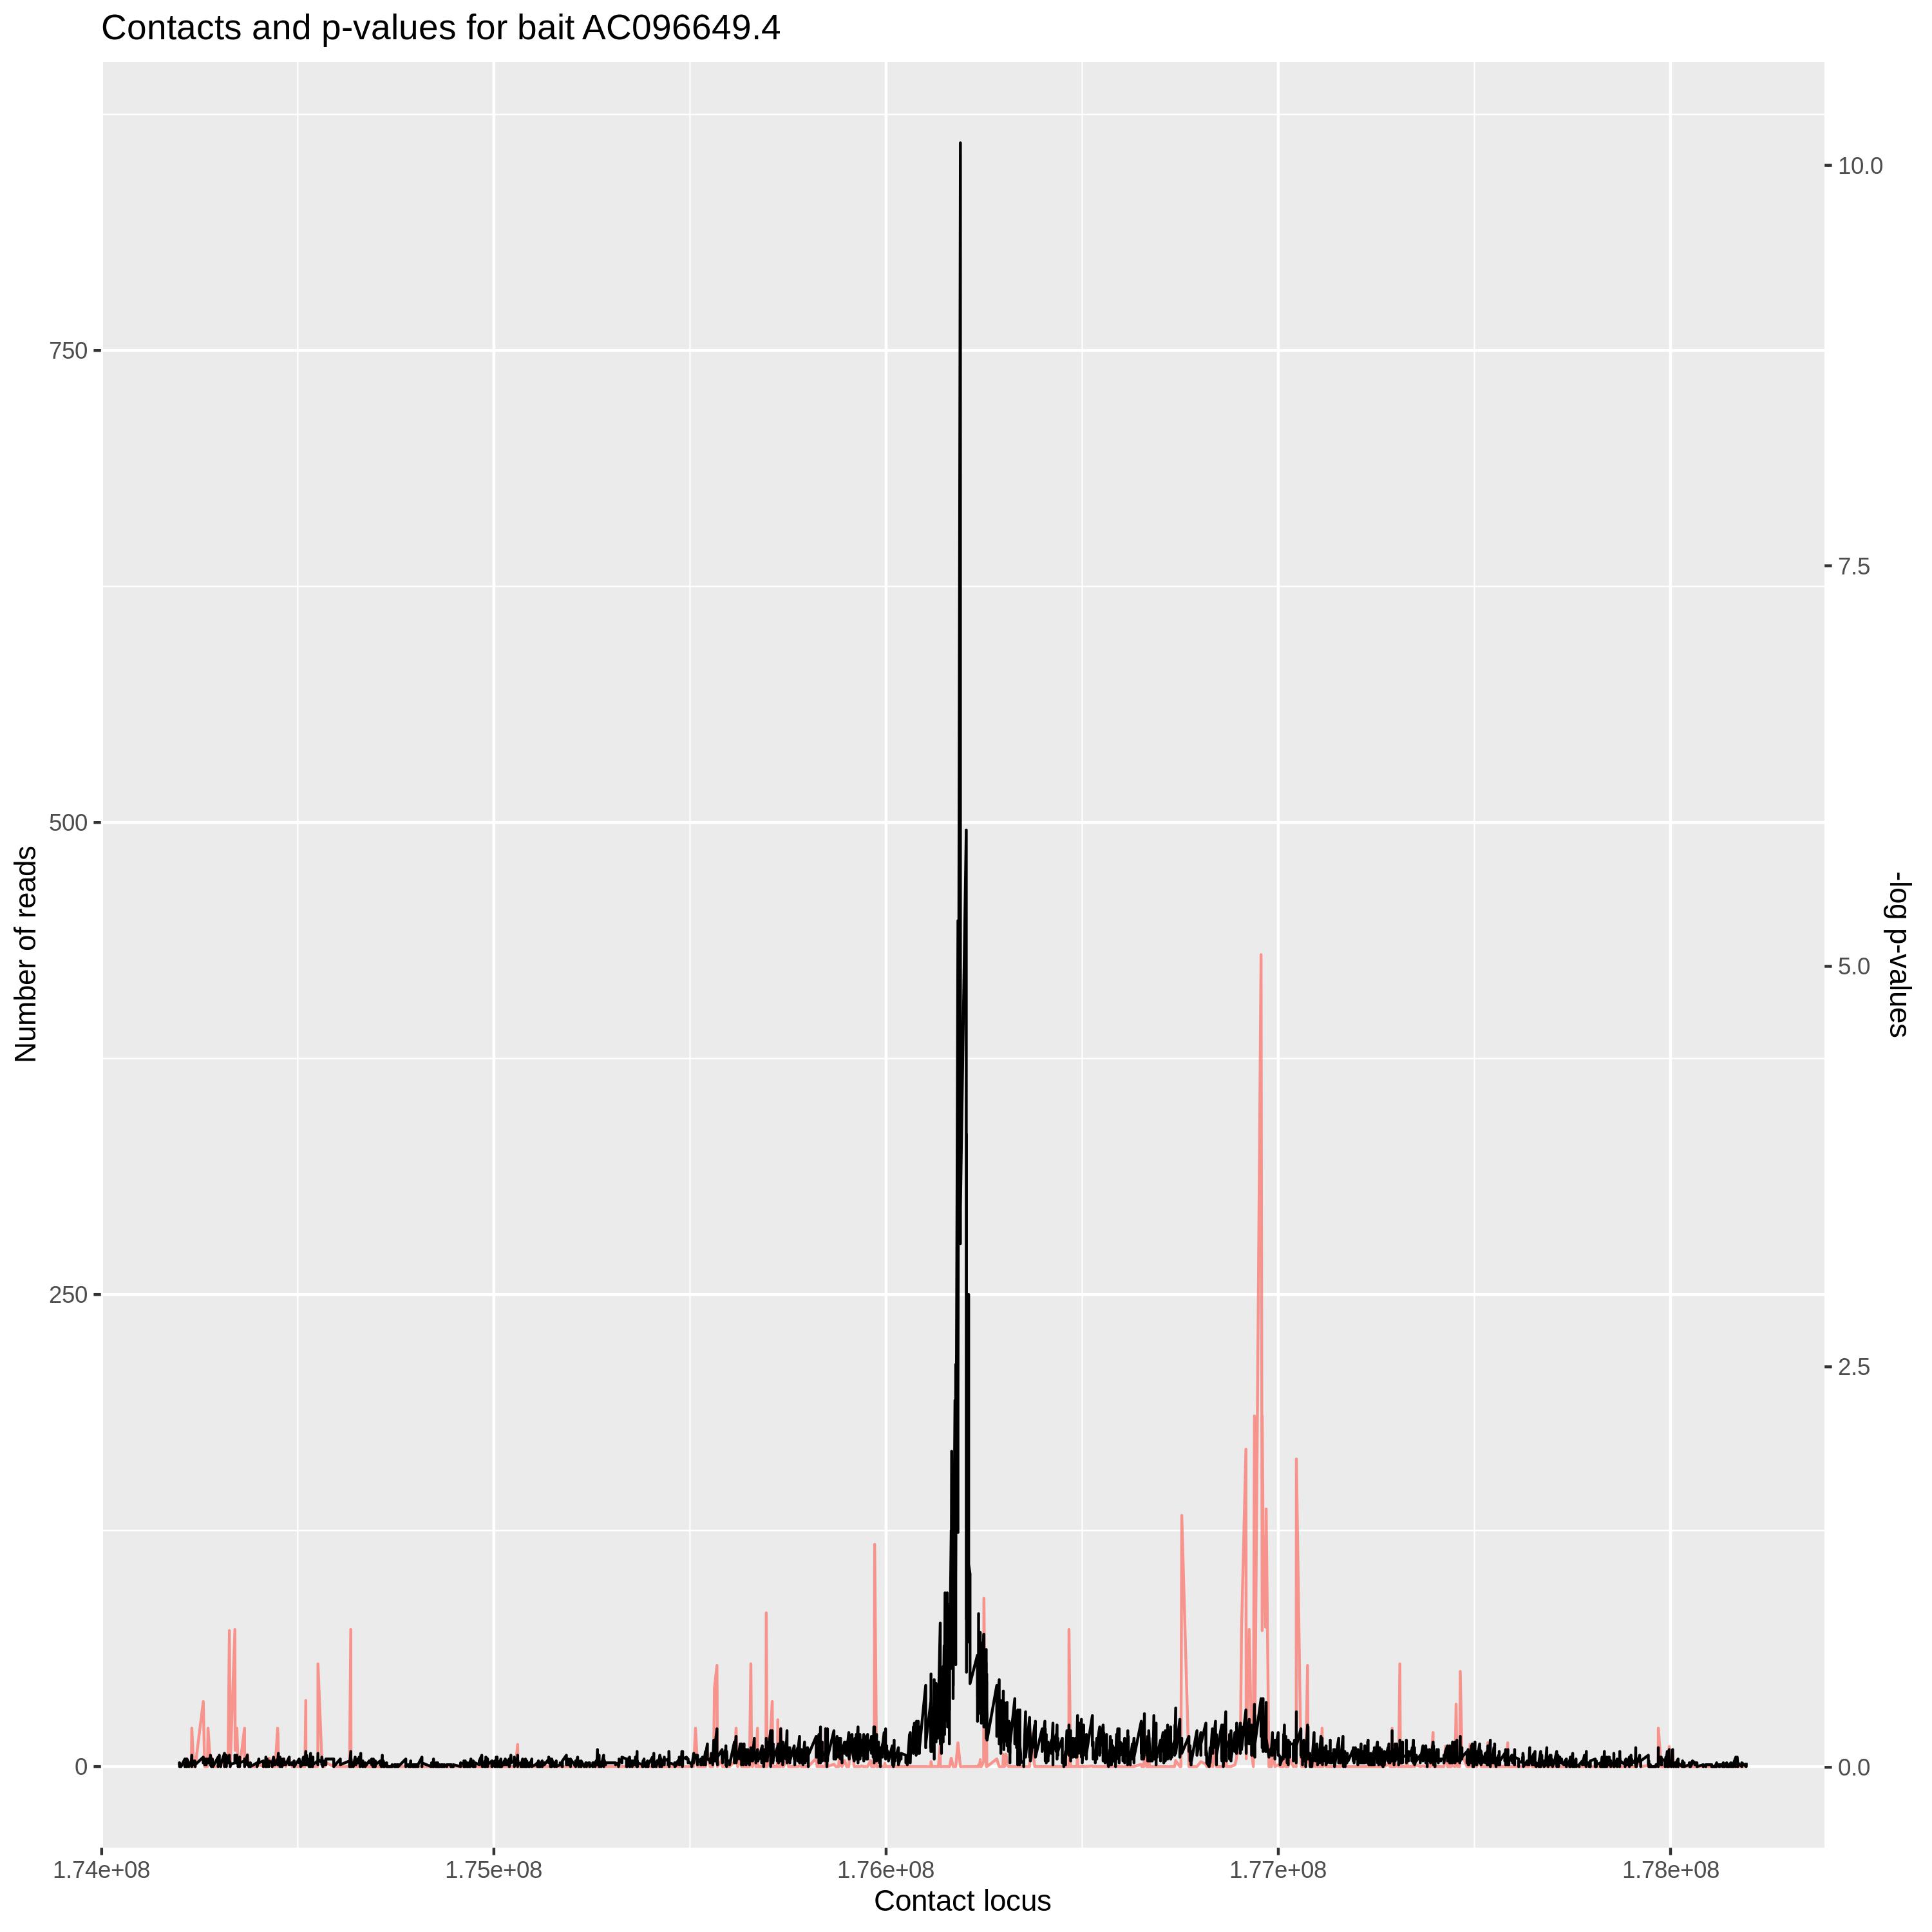 Contacts and p-values for bait AC096649.4
750
500
250
0
Number of reads
10.0
7.5
5.0
2.5
0.0
-log p-values
1.74e+08
1.75e+08
1.76e+08
1.77e+08
1.78e+08
Contact locus